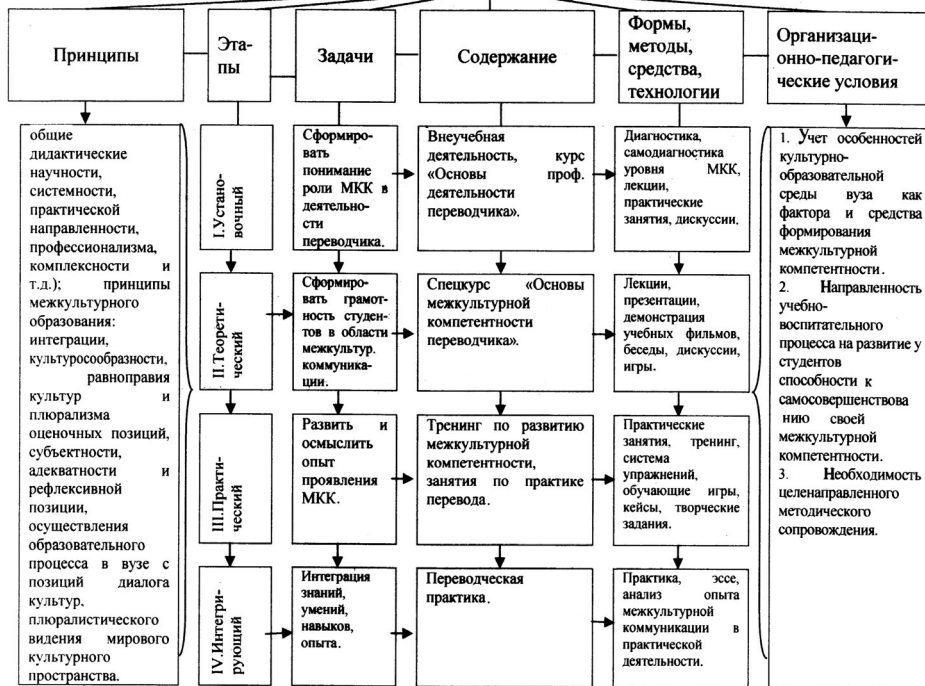 Принципы
Эта-
пы
Задачи
Содержание
Формы,
методы,
средства,
технологии
Организаци-
онно-педагоги-
ческие условия
общие
дидактические
научности,
системности,
практической
направленности,
профессионализма,
комплексности и
т.д.); принципы
межкультурного
образования:
интеграции,
культуросообразности,
равноправия
культур и
плюрализма
оценочных позиций,
субъектности,
адекватности и
рефлексивной
позиции,
осуществления
образовательного
процесса в вузе с
позиций диалога
культур,
плюралистического
видения мирового
культурного
пространства.
I.Устано-
вочный
Сформиро-
вать
понимание
роли МКК в
деятельно-
сти
переводчика.
Внеучебная
деятельность, курс
«Основы проф.
деятельности
переводчика».
Диагностика,
самодиагностика
уровня МКК,
лекции,
практические
занятия, дискуссии.
II.Теорети-
ческий
Сформиро-
вать грамот-
ность студен-
тов в области
межкультур.
коммуника-
ции.
Спецкурс «Основы
межкультурной
компетентности
переводчика».
Лекции,
презентации,
демонстрация
учебных фильмов,
беседы, дискуссии,
игры.
III.Практи-
ческий
Развить и
осмыслить
опыт
проявления
МКК.
Тренинг по развитию
межкультурной
компетентности,
занятия по практике
перевода.
Практические
занятия, тренинг,
система
упражнений,
обучающие игры,
кейсы, творческие
задания.
IV.Интегри-
рующий
Интеграция
знаний,
умений,
навыков,
опыта.
Переводческая
практика.
Практика, эссе,
анализ опыта
межкультурной
коммуникации в
практической
деятельности.
1. Учет особенностей
культурно-
образовательной
среды вуза как
фактора и средства
формирования
межкультурной
компетентности.
2. Направленность
учебно-
воспитательного
процесса на развитие у
студентов
способности к
самосовершенствова
нию своей
межкультурной
компетентности.
3. Необходимость
целенаправленного
методического
сопровождения.